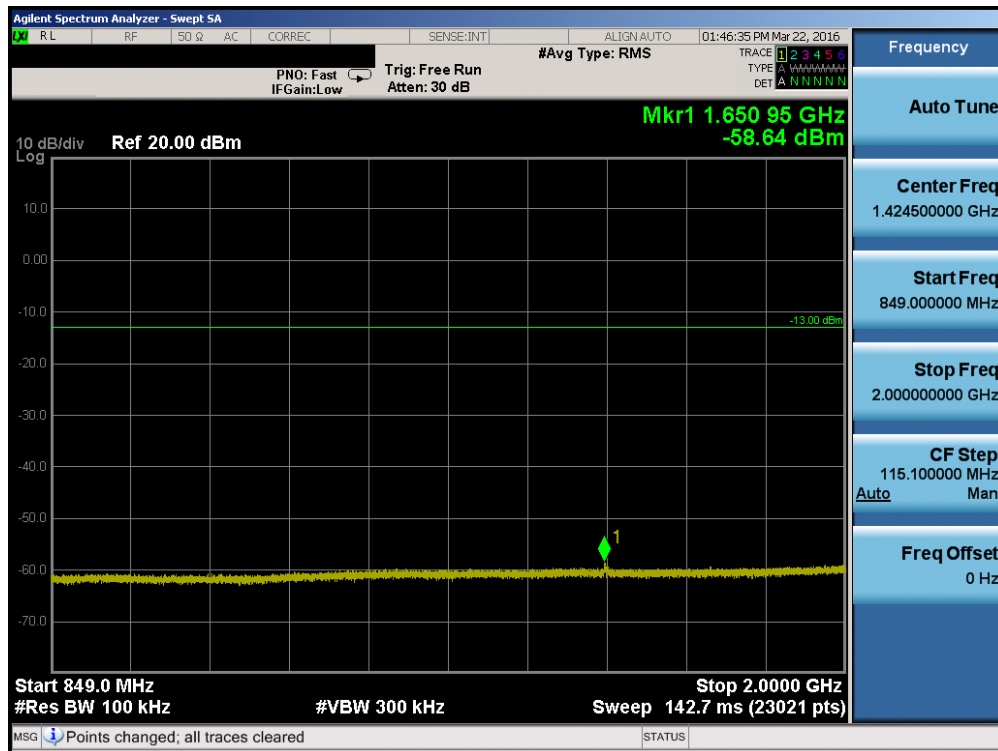 Agilent Spectrum Analyzer - Swept SA
LXI RL RF 50 Ω AC CORREC SENSE:INT ALIGN AUTO 01:46:35 PM Mar 22, 2016
#Avg Type: RMS
TRACE 1 2 3 4 5 6
TYPE A WWWWW
DET A N N N N N
PNO: Fast
IFGain:Low
Trig: Free Run
Atten: 30 dB
Mkr1 1.650 95 GHz
-58.64 dBm
10 dB/div Ref 20.00 dBm
Log
10.0
0.00
-10.0
-13.00 dBm
-20.0
-30.0
-40.0
-50.0
1
-60.0
-70.0
Start 849.0 MHz Stop 2.0000 GHz
#Res BW 100 kHz #VBW 300 kHz Sweep 142.7 ms (23021 pts)
MSG Points changed; all traces cleared STATUS
Frequency
Auto Tune
Center Freq
1.424500000 GHz
Start Freq
849.000000 MHz
Stop Freq
2.000000000 GHz
CF Step
115.100000 MHz
Auto Man
Freq Offset
0 Hz